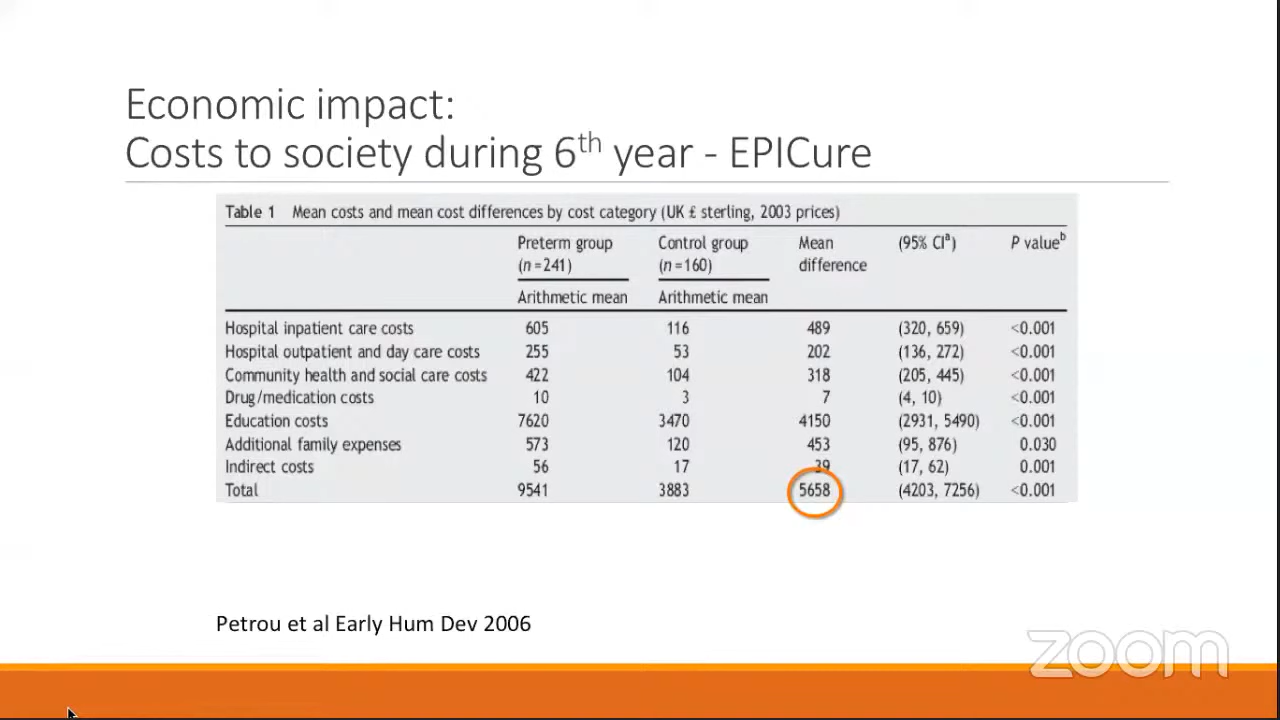 Economic impact:
Costs to society during 6th year - EPICure
Table 1 Mean costs and mean cost differences by cost category (UK £ sterling, 2003 prices)
Preterm group Control group Mean (95% CIa) P valueb
(n=241) (n=160) difference
Arithmetic mean Arithmetic mean
Hospital inpatient care costs 605 116 489 (320, 659) <0.001
Hospital outpatient and day care costs 255 53 202 (136, 272) <0.001
Community health and social care costs 422 104 318 (205, 445) <0.001
Drug/medication costs 10 3 7 (4, 10) <0.001
Education costs 7620 3470 4150 (2931, 5490) <0.001
Additional family expenses 573 120 453 (95, 876) 0.030
Indirect costs 56 17 39 (17, 62) 0.001
Total 9541 3883 5658 (4203, 7256) <0.001
Petrou et al Early Hum Dev 2006
zoom